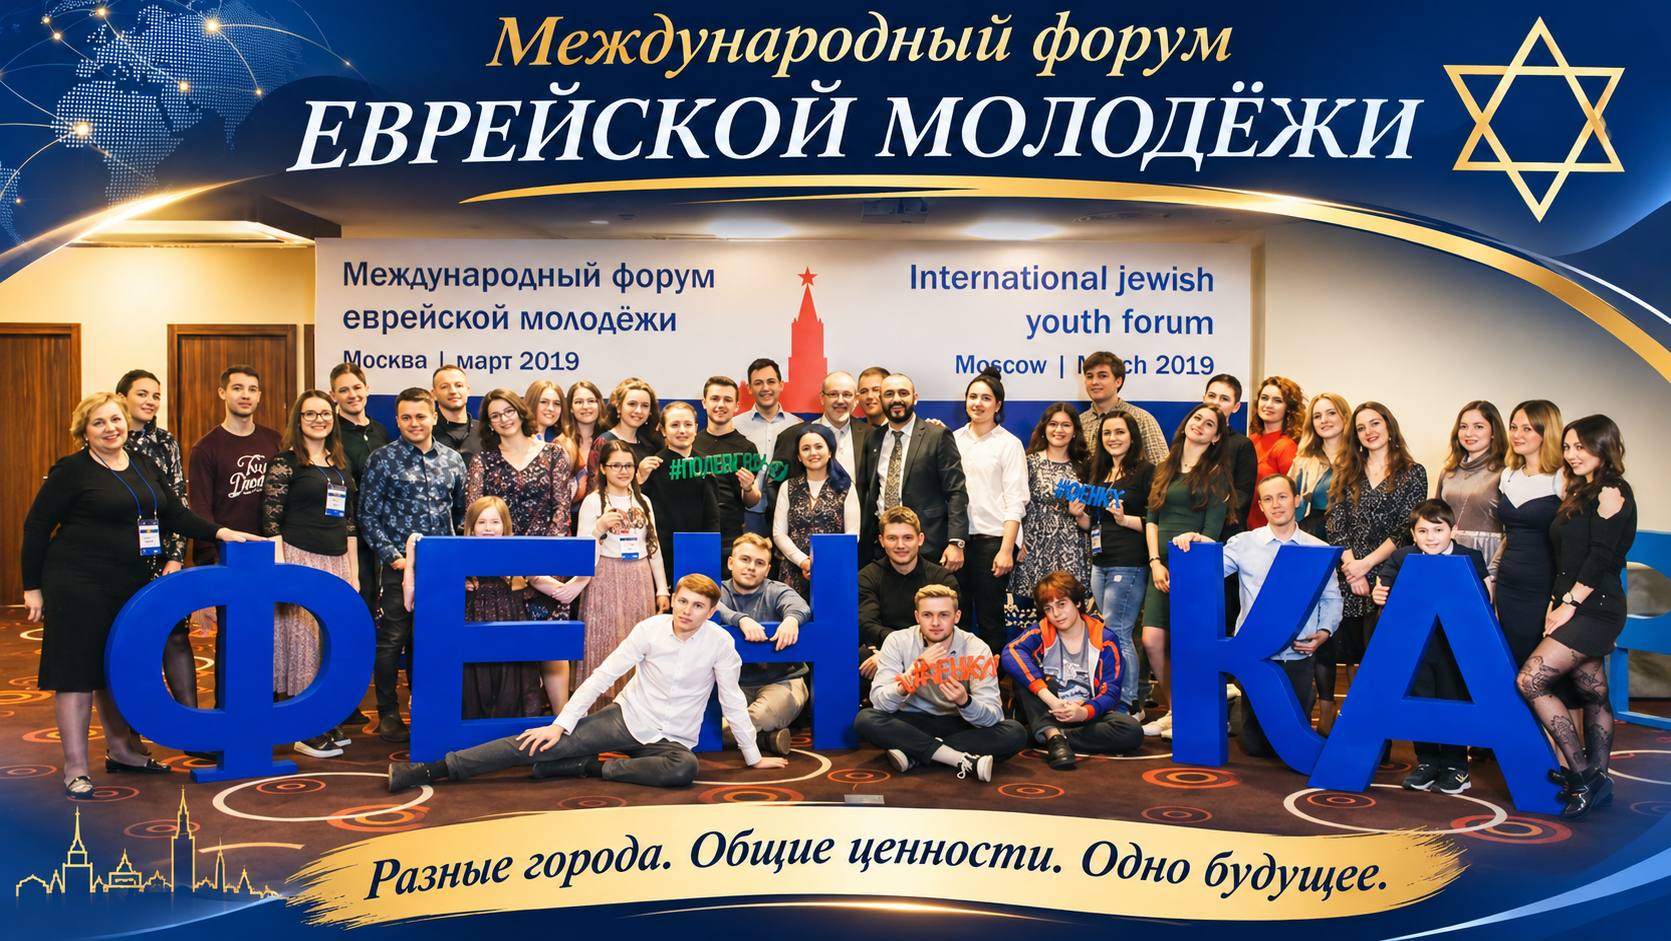 Международный форум
ЕВРЕЙСКОЙ МОЛОДЁЖИ
Международный форум
еврейской молодёжи
Москва | март 2019
International jewish
youth forum
Moscow | March 2019
#ФЕНКУ
ФЕНКА
Разные города. Общие ценности. Одно будущее.